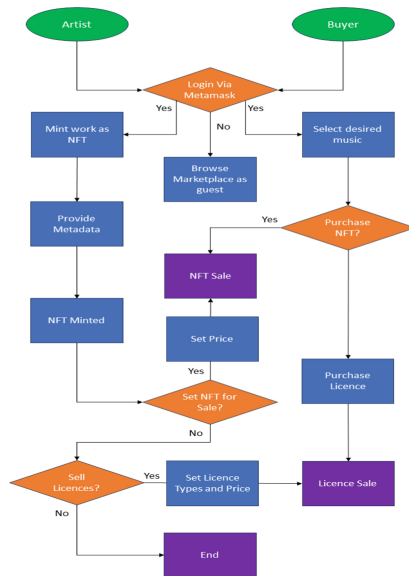 Artist
Buyer
Login Via
Metamask
Yes
Yes
No
Mint work as
NFT
Select desired
music
Browse
Marketplace as
guest
Provide
Metadata
Yes
Purchase
NFT?
NFT Sale
NFT Minted
Set Price
Yes
Purchase
Licence
Set NFT for
Sale?
No
Sell
Licences?
Yes
Set Licence
Types and Price
Licence Sale
No
End